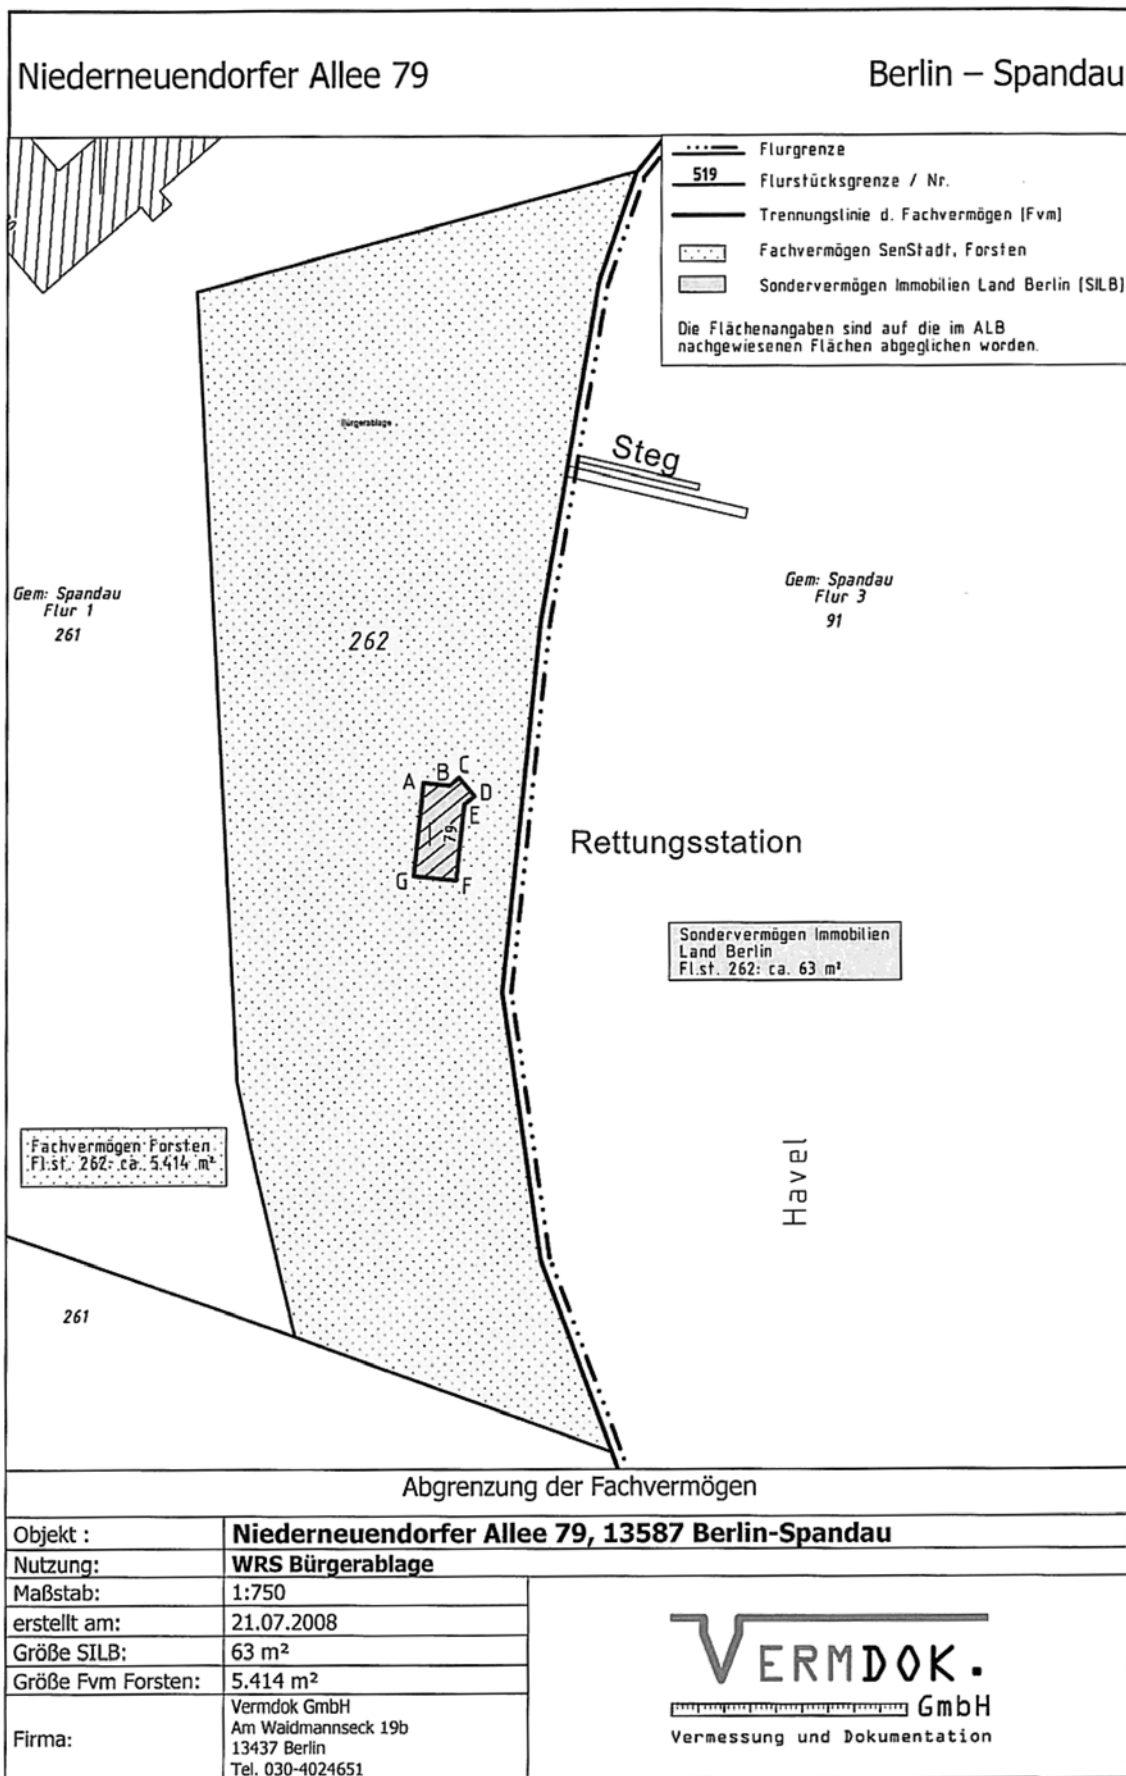 Niederneuendorfer Allee 79
Berlin – Spandau
Flurgrenze
519
Flurstücksgrenze / Nr.
Trennungslinie d. Fachvermögen (Fvm)
Fachvermögen SenStadt, Forsten
Sondervermögen Immobilien Land Berlin (SILB)
Die Flächenangaben sind auf die im ALB
nachgewiesenen Flächen abgeglichen worden.
Bürgerablage
Steg
Gem: Spandau
Flur 1
261
Gem: Spandau
Flur 3
91
262
A
B
C
D
E
F
G
79
Rettungsstation
Sondervermögen Immobilien
Land Berlin
Fl.st. 262: ca. 63 m²
Fachvermögen Forsten
Fl.st. 262: ca. 5.414 m²
Havel
261
Abgrenzung der Fachvermögen
Objekt : Niederneuendorfer Allee 79, 13587 Berlin-Spandau
Nutzung: WRS Bürgerablage
Maßstab: 1:750
erstellt am: 21.07.2008
Größe SILB: 63 m²
Größe Fvm Forsten: 5.414 m²
Firma:
Vermdok GmbH
Am Waidmannseck 19b
13437 Berlin
Tel. 030-4024651
VERMDOK.
GmbH
Vermessung und Dokumentation